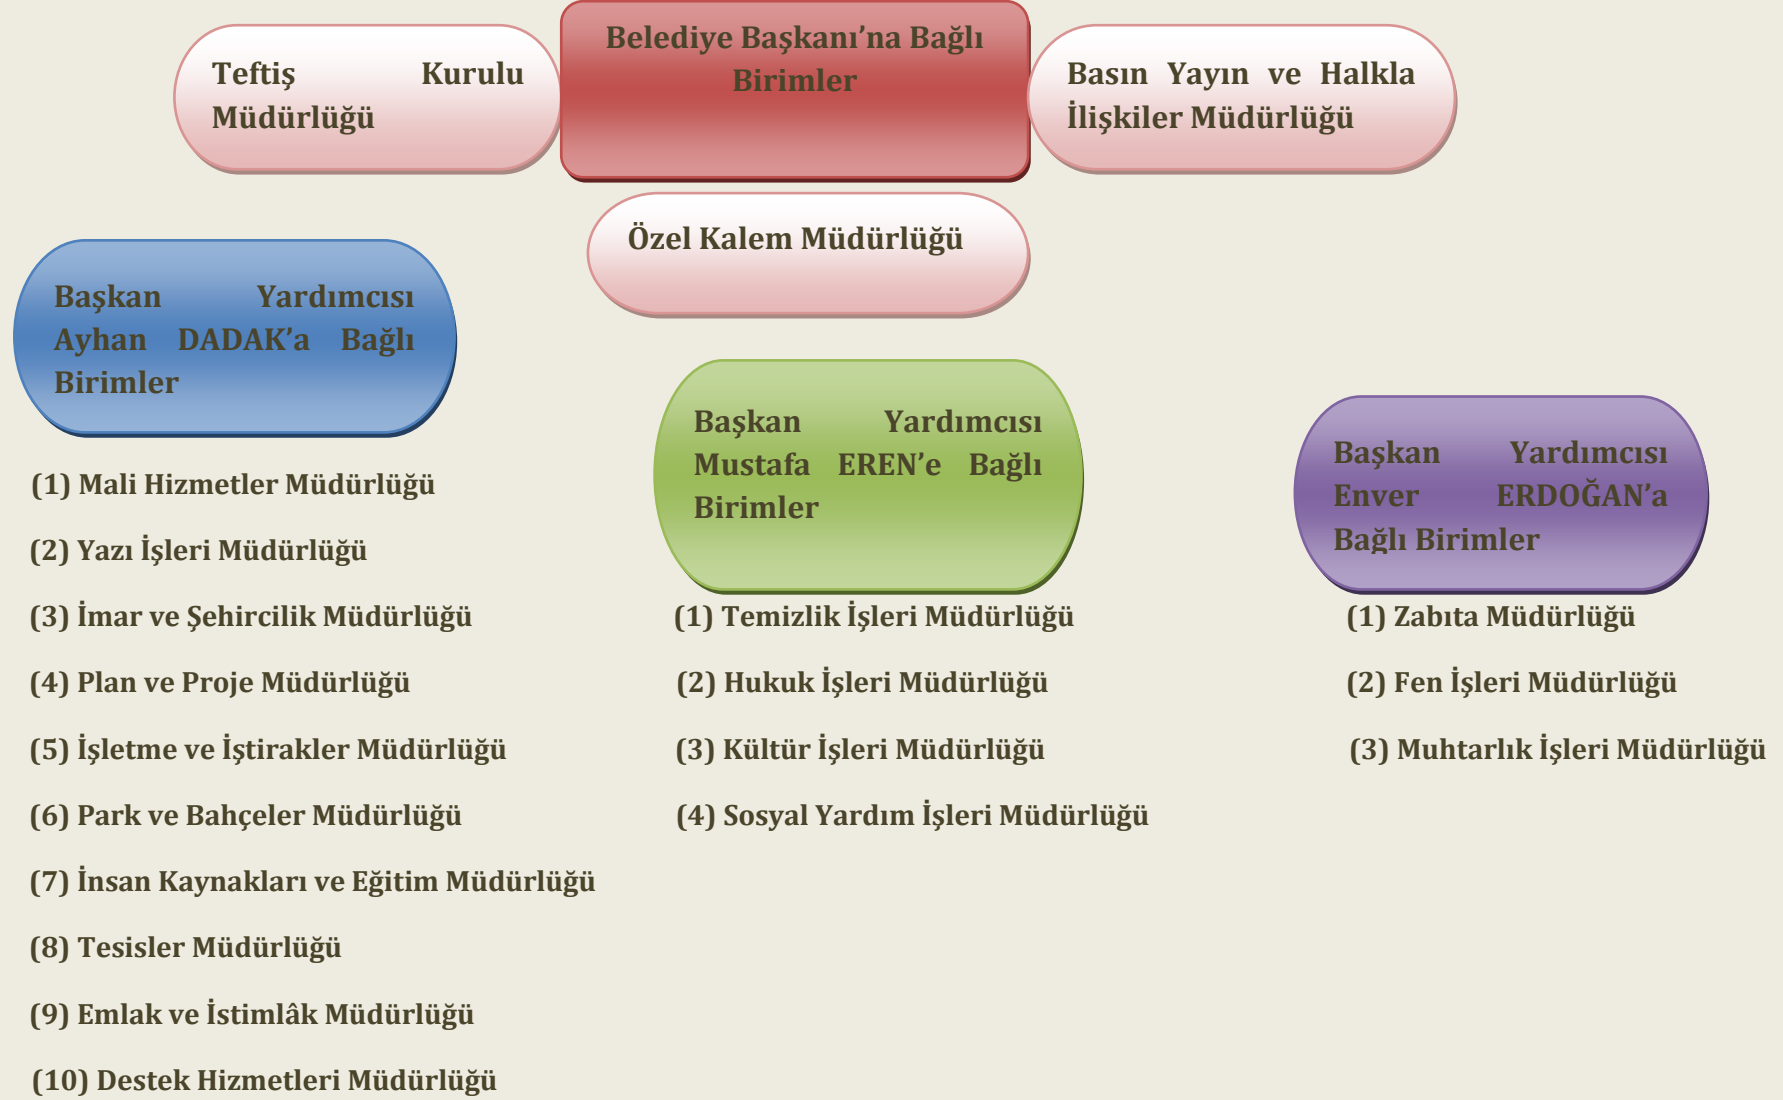 Belediye Başkanı’na Bağlı
Birimler
Teftiş Kurulu
Müdürlüğü
Basın Yayın ve Halkla
İlişkiler Müdürlüğü
Özel Kalem Müdürlüğü
Başkan Yardımcısı
Ayhan DADAK’a Bağlı
Birimler
(1) Mali Hizmetler Müdürlüğü
(2) Yazı İşleri Müdürlüğü
(3) İmar ve Şehircilik Müdürlüğü
(4) Plan ve Proje Müdürlüğü
(5) İşletme ve İştirakler Müdürlüğü
(6) Park ve Bahçeler Müdürlüğü
(7) İnsan Kaynakları ve Eğitim Müdürlüğü
(8) Tesisler Müdürlüğü
(9) Emlak ve İstimlâk Müdürlüğü
(10) Destek Hizmetleri Müdürlüğü
Başkan Yardımcısı
Mustafa EREN’e Bağlı
Birimler
(1) Temizlik İşleri Müdürlüğü
(2) Hukuk İşleri Müdürlüğü
(3) Kültür İşleri Müdürlüğü
(4) Sosyal Yardım İşleri Müdürlüğü
Başkan Yardımcısı
Enver ERDOĞAN’a
Bağlı Birimler
(1) Zabıta Müdürlüğü
(2) Fen İşleri Müdürlüğü
(3) Muhtarlık İşleri Müdürlüğü